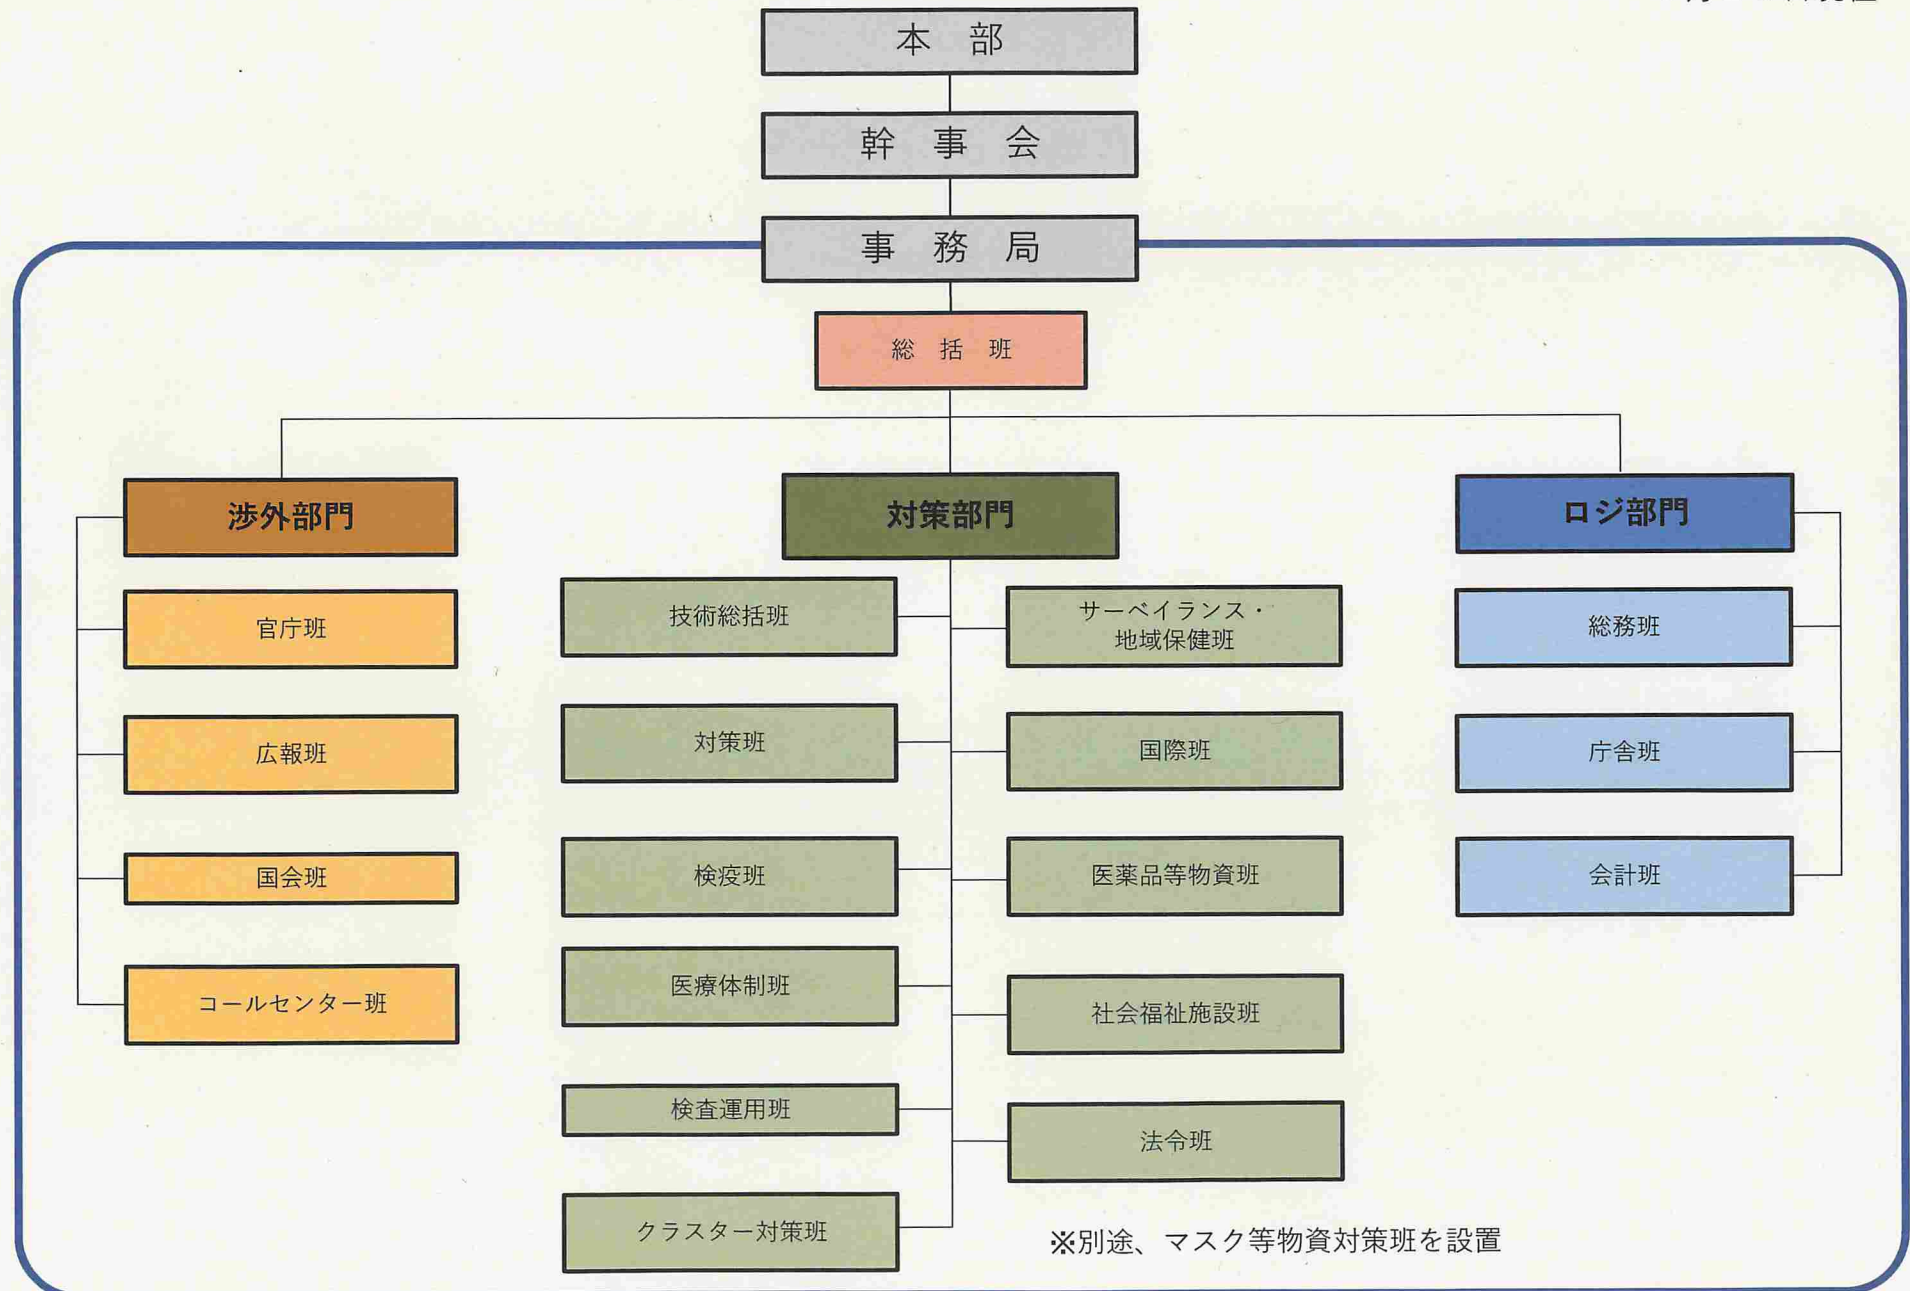 本部
幹事会
事務局
総括班
渉外部門
官庁班
広報班
国会班
コールセンター班
対策部門
技術総括班
対策班
検疫班
医療体制班
検査運用班
クラスター対策班
サーベイランス・
地域保健班
国際班
医薬品等物資班
社会福祉施設班
法令班
ロジ部門
総務班
庁舎班
会計班
※別途、マスク等物資対策班を設置